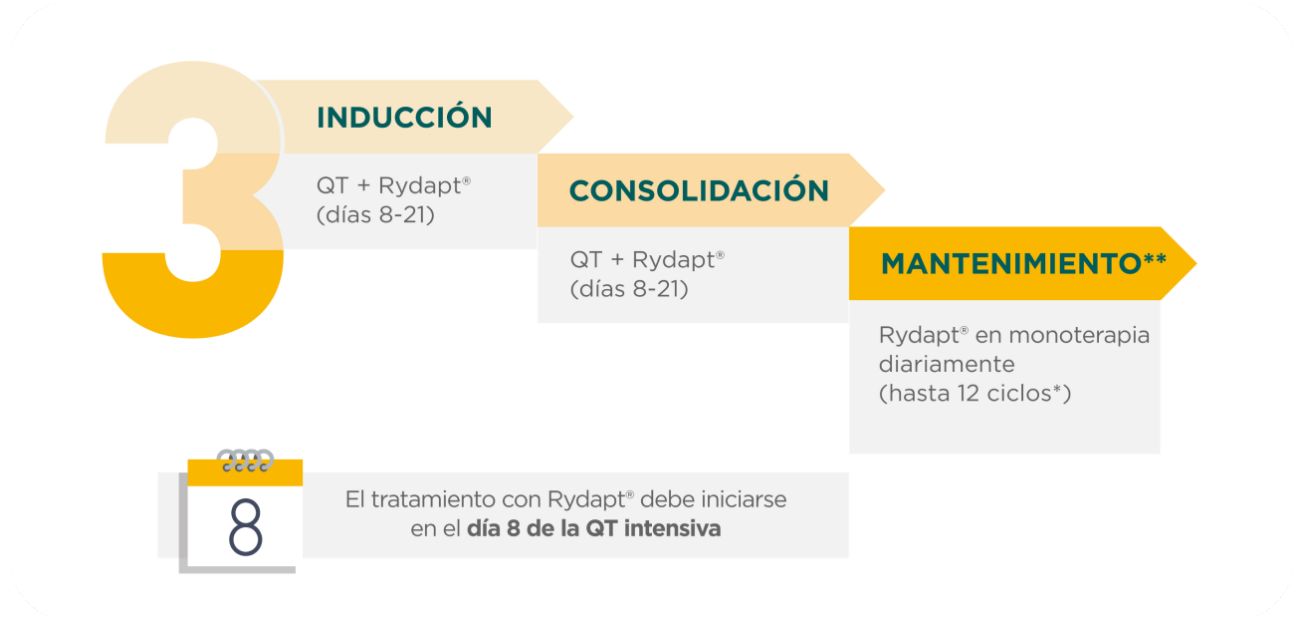 3
INDUCCIÓN
QT + Rydapt®
(días 8-21)
CONSOLIDACIÓN
QT + Rydapt®
(días 8-21)
MANTENIMIENTO**
Rydapt® en monoterapia
diariamente
(hasta 12 ciclos*)
8
El tratamiento con Rydapt® debe iniciarse
en el día 8 de la QT intensiva